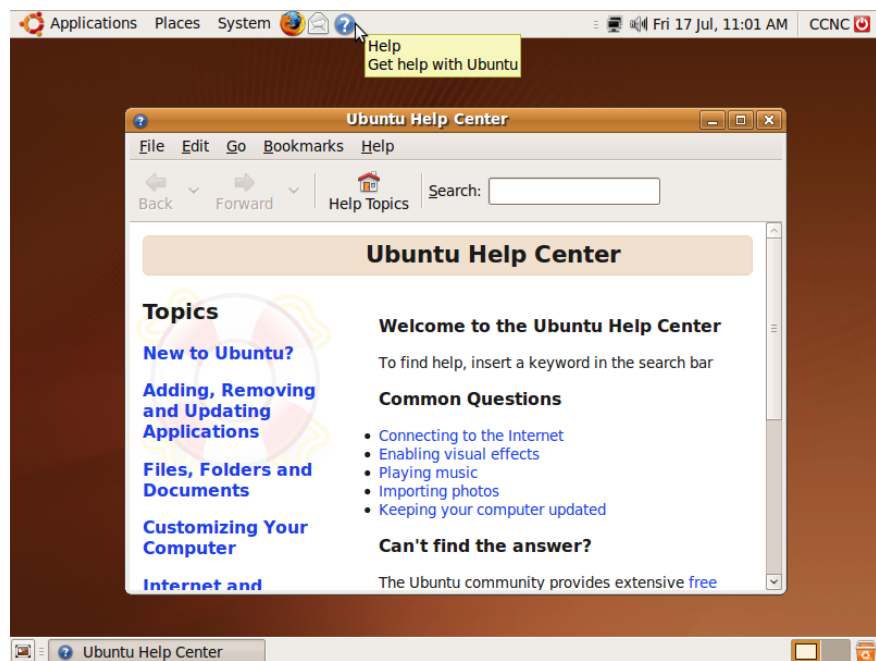 Applications Places System Fri 17 Jul, 11:01 AM CCNC
Help
Get help with Ubuntu
Ubuntu Help Center
File Edit Go Bookmarks Help
Back Forward Help Topics Search:
Ubuntu Help Center
Topics
New to Ubuntu?
Adding, Removing
and Updating
Applications
Files, Folders and
Documents
Customizing Your
Computer
Internet and
Welcome to the Ubuntu Help Center
To find help, insert a keyword in the search bar
Common Questions
Connecting to the Internet
Enabling visual effects
Playing music
Importing photos
Keeping your computer updated
Can't find the answer?
The Ubuntu community provides extensive free
Ubuntu Help Center